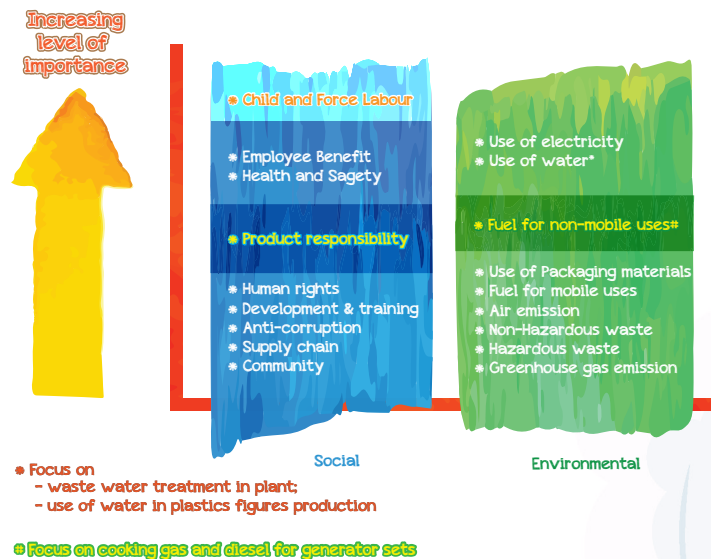 Increasing
level of
importance
* Child and Force Labour
* Employee Benefit
* Health and Sagety
* Product responsibility
* Human rights
* Development & training
* Anti-corruption
* Supply chain
* Community
Social
* Use of electricity
* Use of water*
* Fuel for non-mobile uses#
* Use of Packaging materials
* Fuel for mobile uses
* Air emission
* Non-Hazardous waste
* Hazardous waste
* Greenhouse gas emission
Environmental
* Focus on
- waste water treatment in plant;
- use of water in plastics figures production
# Focus on cooking gas and diesel for generator sets